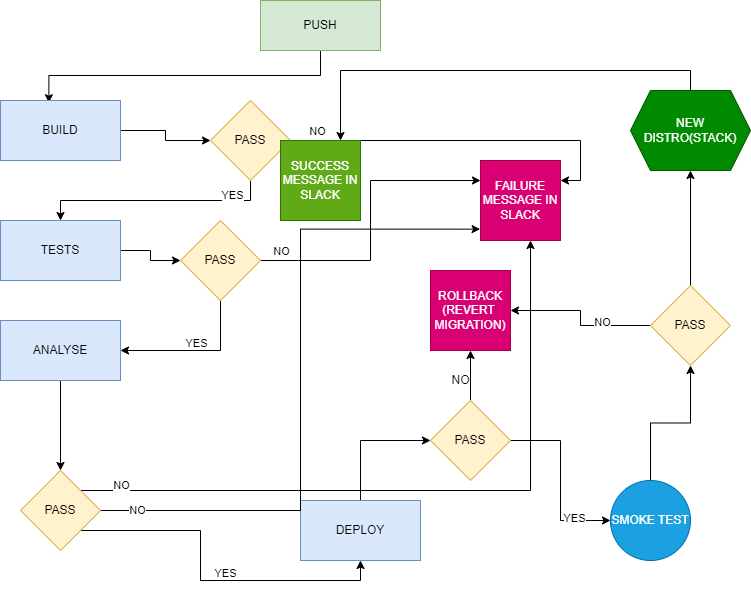 PUSH
BUILD
PASS
NO
NEW
DISTRO(STACK)
SUCCESS
MESSAGE IN
SLACK
FAILURE
MESSAGE IN
SLACK
YES
TESTS
PASS
NO
ROLLBACK
(REVERT
MIGRATION)
NO
PASS
ANALYSE
YES
NO
PASS
NO
PASS
NO
YES
SMOKE TEST
DEPLOY
YES